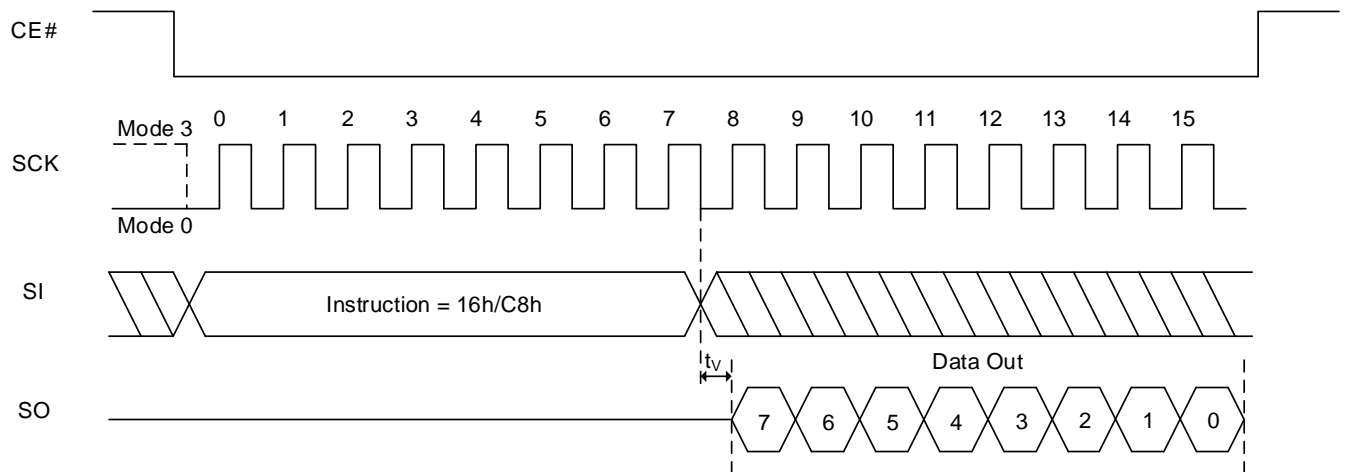 CE#
Mode 3
0 1 2 3 4 5 6 7 8 9 10 11 12 13 14 15
SCK
Mode 0
SI
Instruction = 16h/C8h
tV
Data Out
SO
7 6 5 4 3 2 1 0